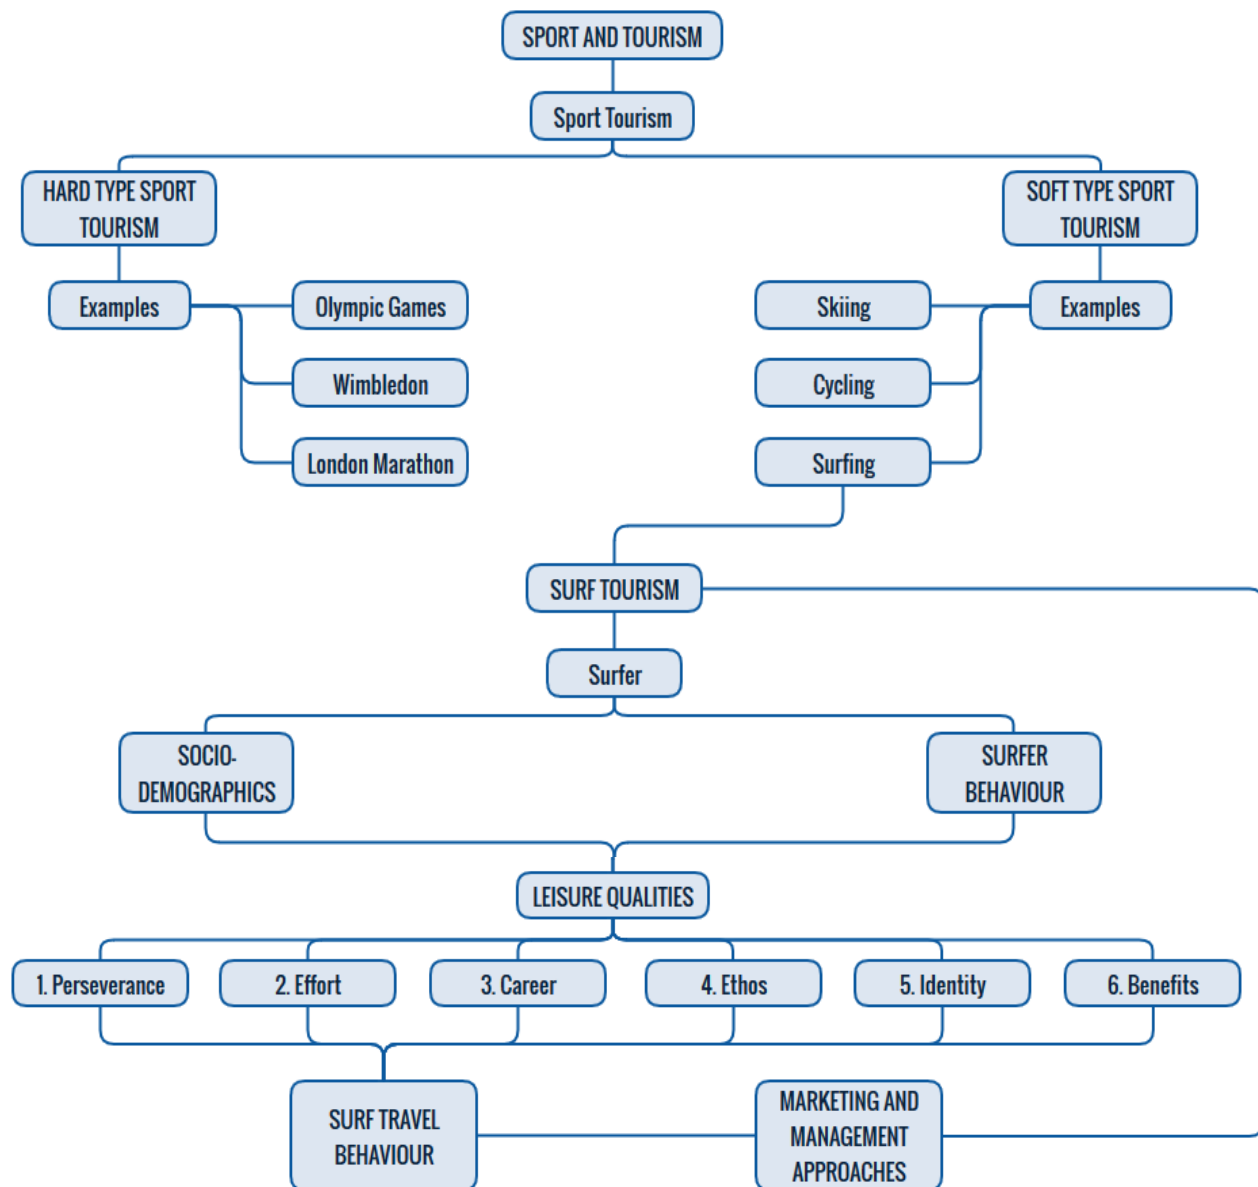 SPORT AND TOURISM
Sport Tourism
HARD TYPE SPORT
TOURISM
SOFT TYPE SPORT
TOURISM
Examples
Olympic Games
Skiing
Examples
Wimbledon
Cycling
London Marathon
Surfing
SURF TOURISM
Surfer
SOCIO-
DEMOGRAPHICS
SURFER
BEHAVIOUR
LEISURE QUALITIES
1. Perseverance
2. Effort
3. Career
4. Ethos
5. Identity
6. Benefits
SURF TRAVEL
BEHAVIOUR
MARKETING AND
MANAGEMENT
APPROACHES